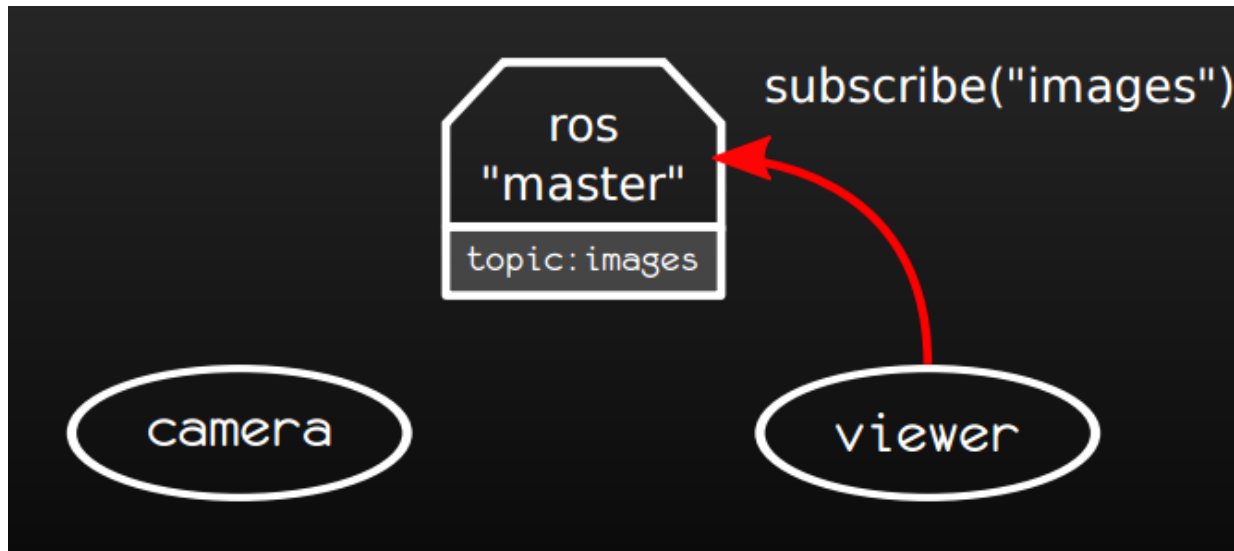 subscribe("images")
ros
"master"
topic:images
camera
viewer